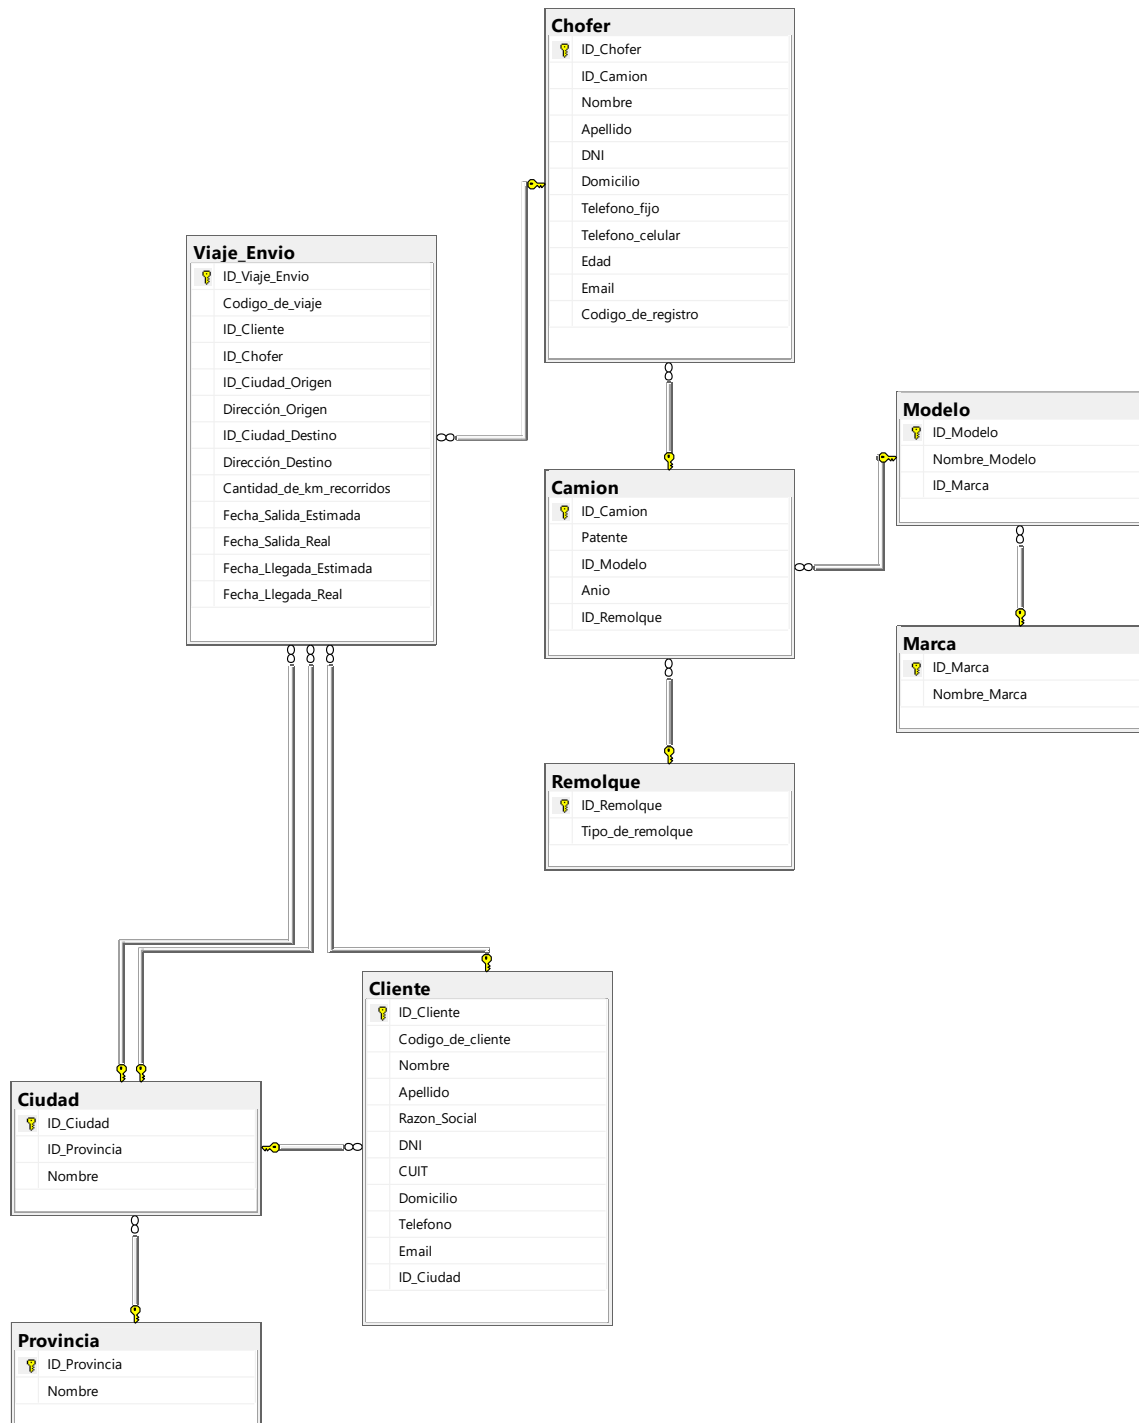 Chofer
ID_Chofer
ID_Camion
Nombre
Apellido
DNI
Domicilio
Telefono_fijo
Telefono_celular
Edad
Email
Codigo_de_registro
Viaje_Envio
ID_Viaje_Envio
Codigo_de_viaje
ID_Cliente
ID_Chofer
ID_Ciudad_Origen
Dirección_Origen
ID_Ciudad_Destino
Dirección_Destino
Cantidad_de_km_recorridos
Fecha_Salida_Estimada
Fecha_Salida_Real
Fecha_Llegada_Estimada
Fecha_Llegada_Real
Modelo
ID_Modelo
Nombre_Modelo
ID_Marca
Camion
ID_Camion
Patente
ID_Modelo
Anio
ID_Remolque
Marca
ID_Marca
Nombre_Marca
Remolque
ID_Remolque
Tipo_de_remolque
Cliente
ID_Cliente
Codigo_de_cliente
Nombre
Apellido
Razon_Social
DNI
CUIT
Domicilio
Telefono
Email
ID_Ciudad
Ciudad
ID_Ciudad
ID_Provincia
Nombre
Provincia
ID_Provincia
Nombre